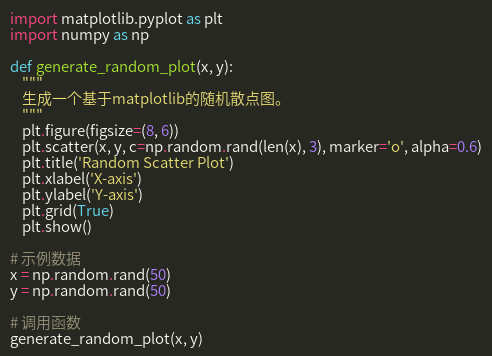 import matplotlib.pyplot as plt
import numpy as np

def generate_random_plot(x, y):
    """
    生成一个基于matplotlib的随机散点图。
    """
    plt.figure(figsize=(8, 6))
    plt.scatter(x, y, c=np.random.rand(len(x), 3), marker='o', alpha=0.6)
    plt.title('Random Scatter Plot')
    plt.xlabel('X-axis')
    plt.ylabel('Y-axis')
    plt.grid(True)
    plt.show()

# 示例数据
x = np.random.rand(50)
y = np.random.rand(50)

# 调用函数
generate_random_plot(x, y)